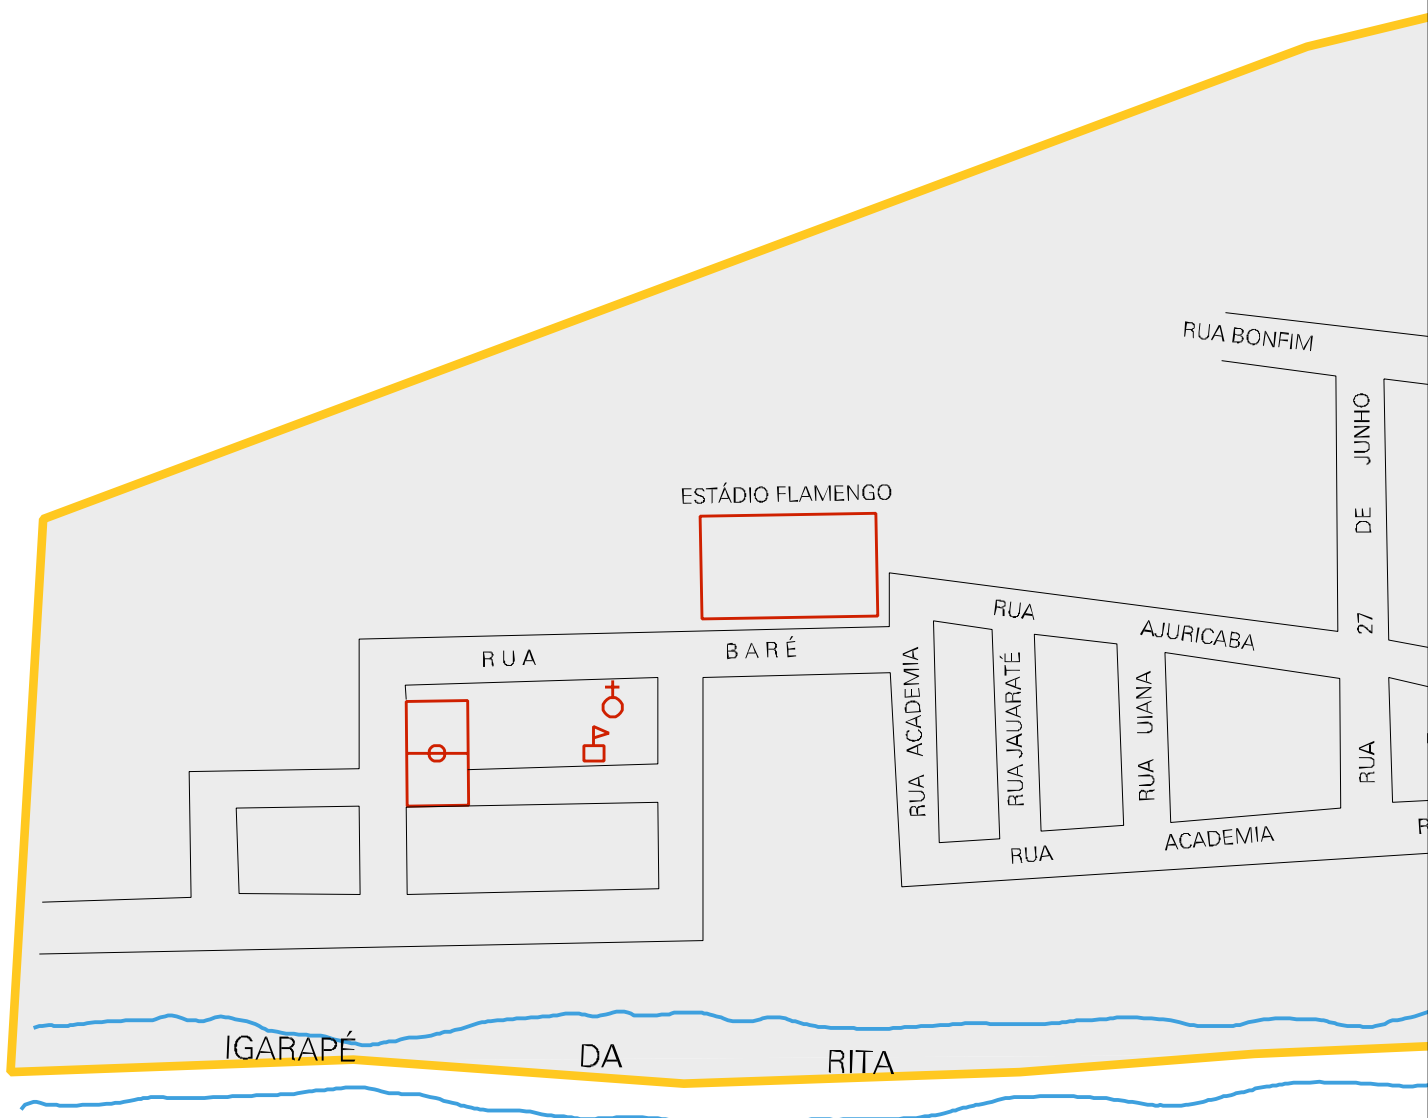 RUA BONFIM
RUA 27 DE JUNHO
ESTÁDIO FLAMENGO
RUA AJURICABA
RUA BARÉ
RUA ACADEMIA
RUA JAUARATÉ
RUA UIANA
RUA ACADEMIA
R
IGARAPÉ DA RITA